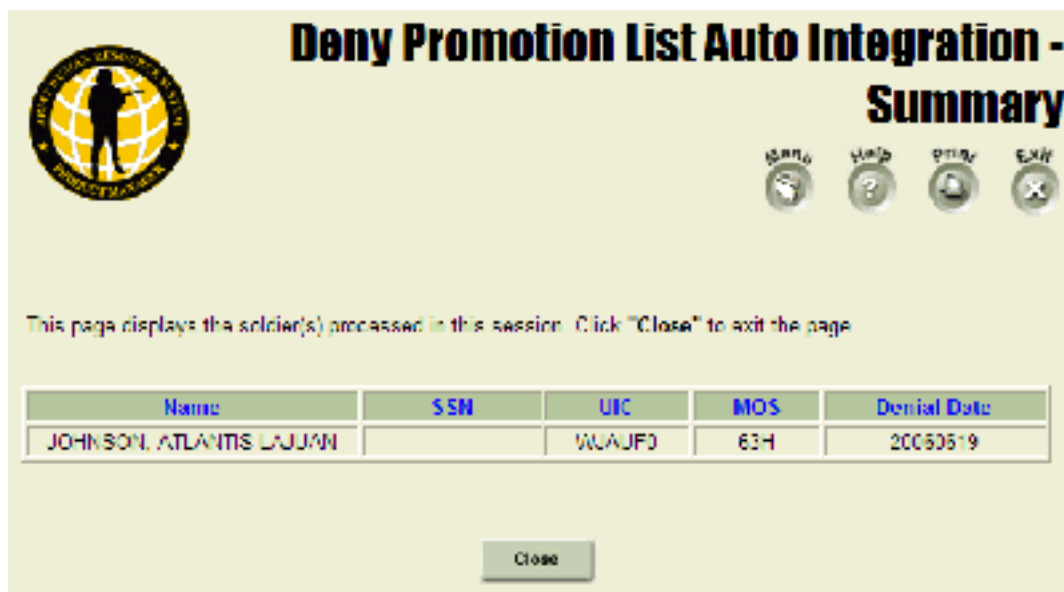 Deny Promotion List Auto Integration -
Summary
Menu Help Print Exit
This page displays the soldier(s) processed in this session. Click "Close" to exit the page
Name SSN UIC MOS Denial Date
JOHNSON, ATLANTIS LAJUAN 63H
Close